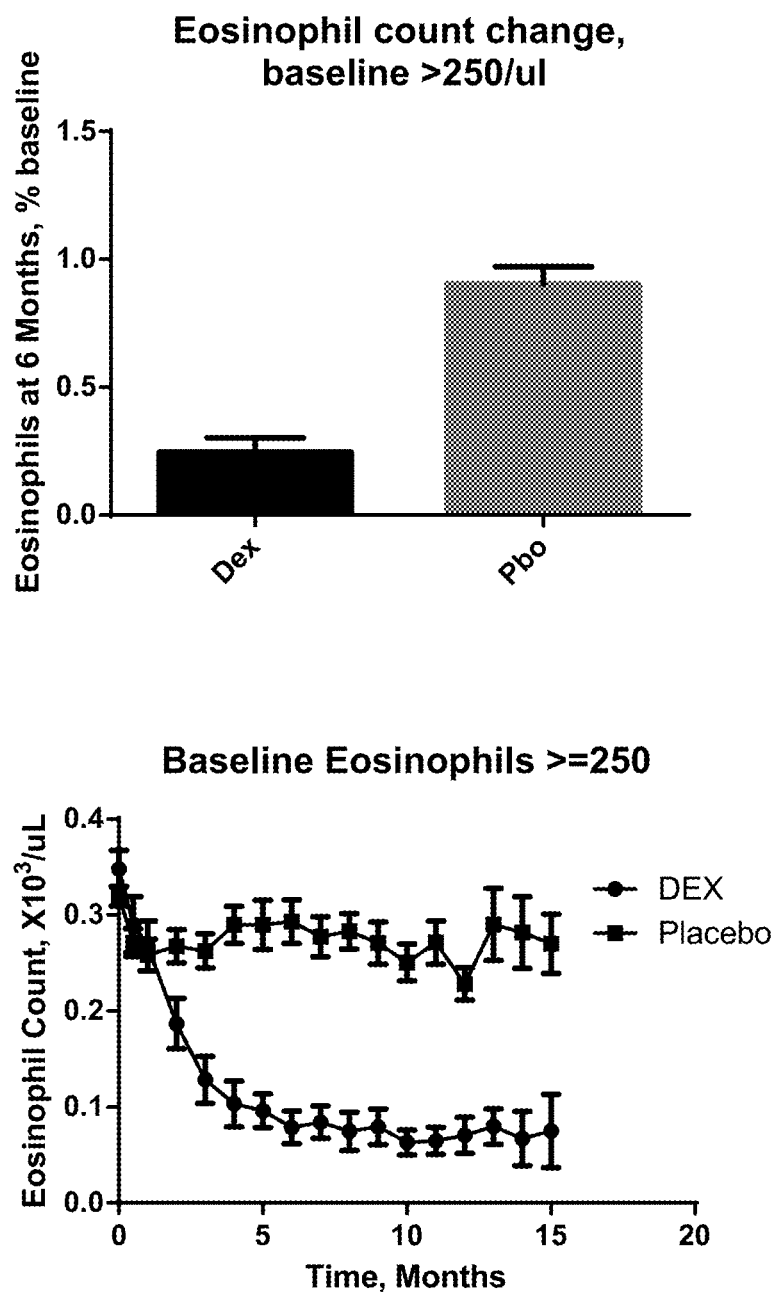 Eosinophil count change,
baseline >250/ul
Eosinophils at 6 Months, % baseline
1.5
1.0
0.5
0.0
Dex
Pbo
Baseline Eosinophils >=250
Eosinophil Count, X10³/uL
0.4
0.3
0.2
0.1
0.0
0
5
10
15
20
Time, Months
DEX
Placebo